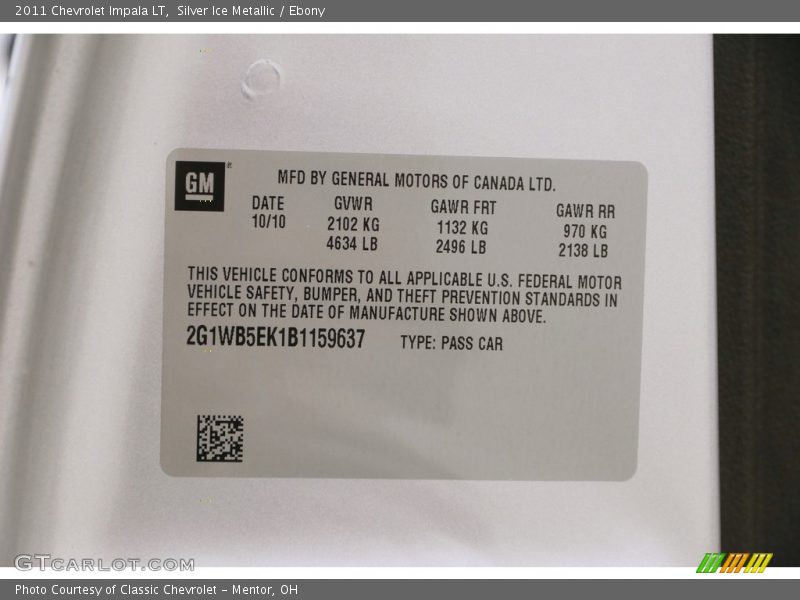 2011 Chevrolet Impala LT, Silver Ice Metallic / Ebony
GM®
MFD BY GENERAL MOTORS OF CANADA LTD.
DATE GVWR GAWR FRT GAWR RR
10/10 2102 KG 1132 KG 970 KG
4634 LB 2496 LB 2138 LB
THIS VEHICLE CONFORMS TO ALL APPLICABLE U.S. FEDERAL MOTOR
VEHICLE SAFETY, BUMPER, AND THEFT PREVENTION STANDARDS IN
EFFECT ON THE DATE OF MANUFACTURE SHOWN ABOVE.
2G1WB5EK1B1159637 TYPE: PASS CAR
GTCARLOT.COM
Photo Courtesy of Classic Chevrolet - Mentor, OH